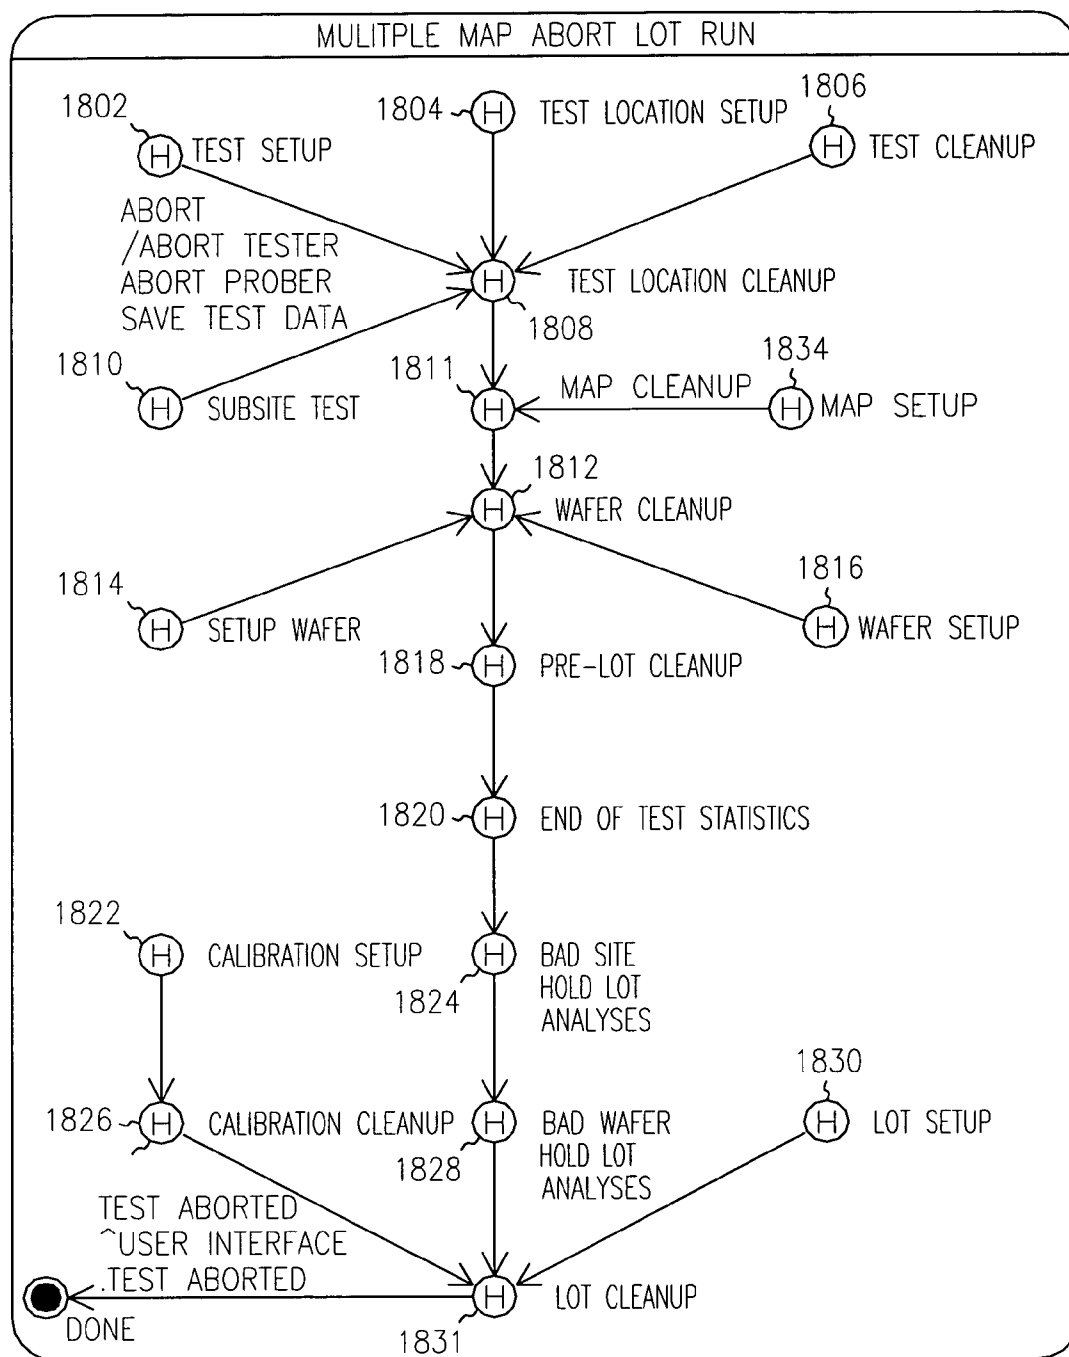 MULITPLE MAP ABORT LOT RUN
1802
1804
1806
H
TEST SETUP
H
TEST LOCATION SETUP
H
TEST CLEANUP
ABORT
/ABORT TESTER
ABORT PROBER
SAVE TEST DATA
H
TEST LOCATION CLEANUP
1808
1810
1811
1834
H
SUBSITE TEST
H
MAP CLEANUP
H
MAP SETUP
1812
H
WAFER CLEANUP
1814
1816
H
SETUP WAFER
H
WAFER SETUP
1818
H
PRE-LOT CLEANUP
1820
H
END OF TEST STATISTICS
1822
H
CALIBRATION SETUP
H
BAD SITE
HOLD LOT
ANALYSES
1824
1830
1826
H
CALIBRATION CLEANUP
H
BAD WAFER
HOLD LOT
ANALYSES
1828
H
LOT SETUP
TEST ABORTED
^USER INTERFACE
.TEST ABORTED
H
LOT CLEANUP
DONE
1831